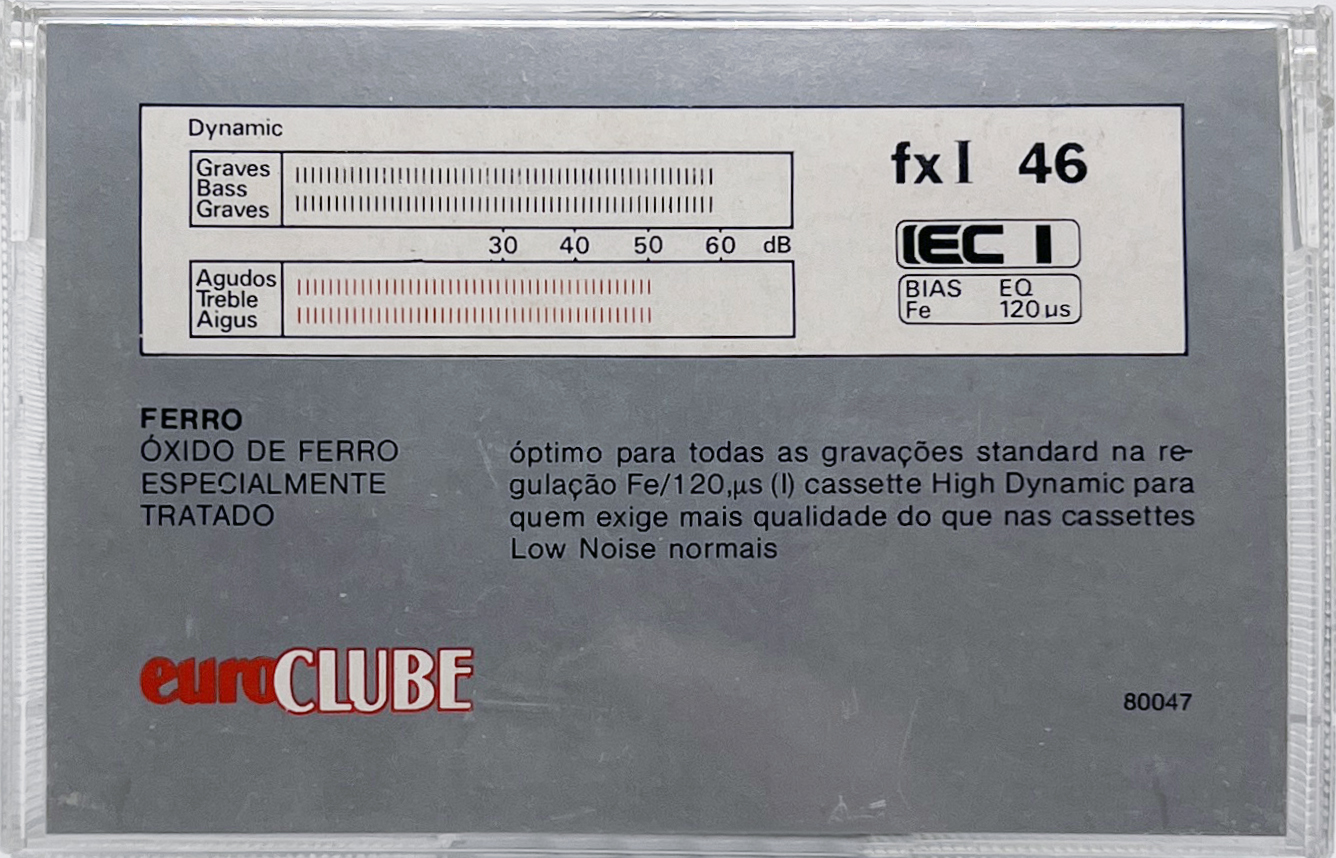 Dynamic
Graves
Bass
Graves
30 40 50 60 dB
Agudos
Treble
Aigus
fx I 46
IEC I
BIAS EQ
Fe 120 µs
FERRO
ÓXIDO DE FERRO
ESPECIALMENTE
TRATADO
óptimo para todas as gravações standard na re-
gulação Fe/120,µs (I) cassette High Dynamic para
quem exige mais qualidade do que nas cassettes
Low Noise normais
euroCLUBE
80047